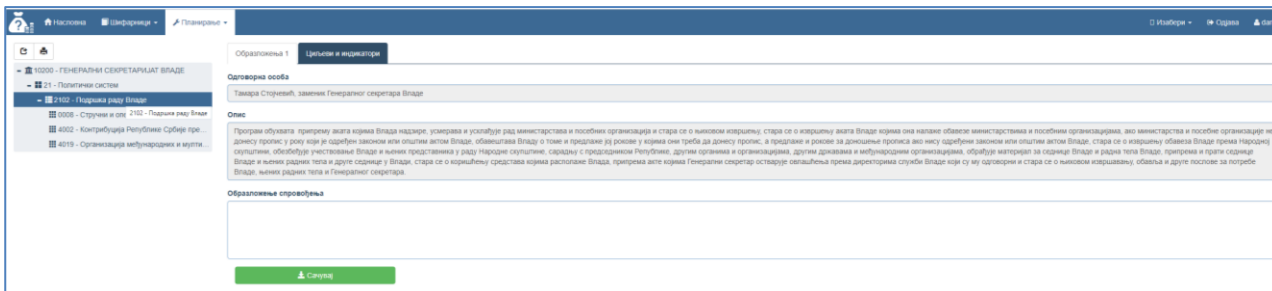 Насловна Шифарници Планирање Изабери Одјава dan
10200 - ГЕНЕРАЛНИ СЕКРЕТАРИЈАТ ВЛАДЕ
21 - Политички систем
2102 - Подршка раду Владе
0008 - Стручни и оп 2102 - Подршка раду Владе
4002 - Контрибуција Републике Србије пре...
4019 - Организација међународних и мулти...
Образложења 1 Циљеви и индикатори
Одговорна особа
Тамара Стојчевић, заменик Генералног секретара Владе
Опис
Програм обухвата припрему аката којима Влада надзире, усмерава и усклађује рад министарстава и посебних организација и стара се о њиховом извршењу, стара се о извршењу аката Владе којима она налаже обавезе министарствима и посебним организацијама, ако министарства и посебне организације не
донесу пропис у року који је одређен законом или општим актом Владе, обавештава Владу о томе и предлаже јој рокове у којима они треба да донесу пропис, а предлаже и рокове за доношење прописа ако нису одређени законом или општим актом Владе, стара се о извршењу обавеза Владе према Народној
скупштини, обезбеђује учествовање Владе и њених представника у раду Народне скупштине, сарадњу с председником Републике, другим органима и организацијама, другим државама и међународним организацијама, обрађује материјал за седнице Владе и радна тела Владе, припрема и прати седнице
Владе и њених радних тела и друге седнице у Влади, стара се о коришћењу средстава којима располаже Влада, припрема акте којима Генерални секретар остварује овлашћења према директорима служби Владе који су му одговорни и стара се о њиховом извршавању, обавља и друге послове за потребе
Владе, њених радних тела и Генералног секретара.
Образложење спровођења
Сачувај